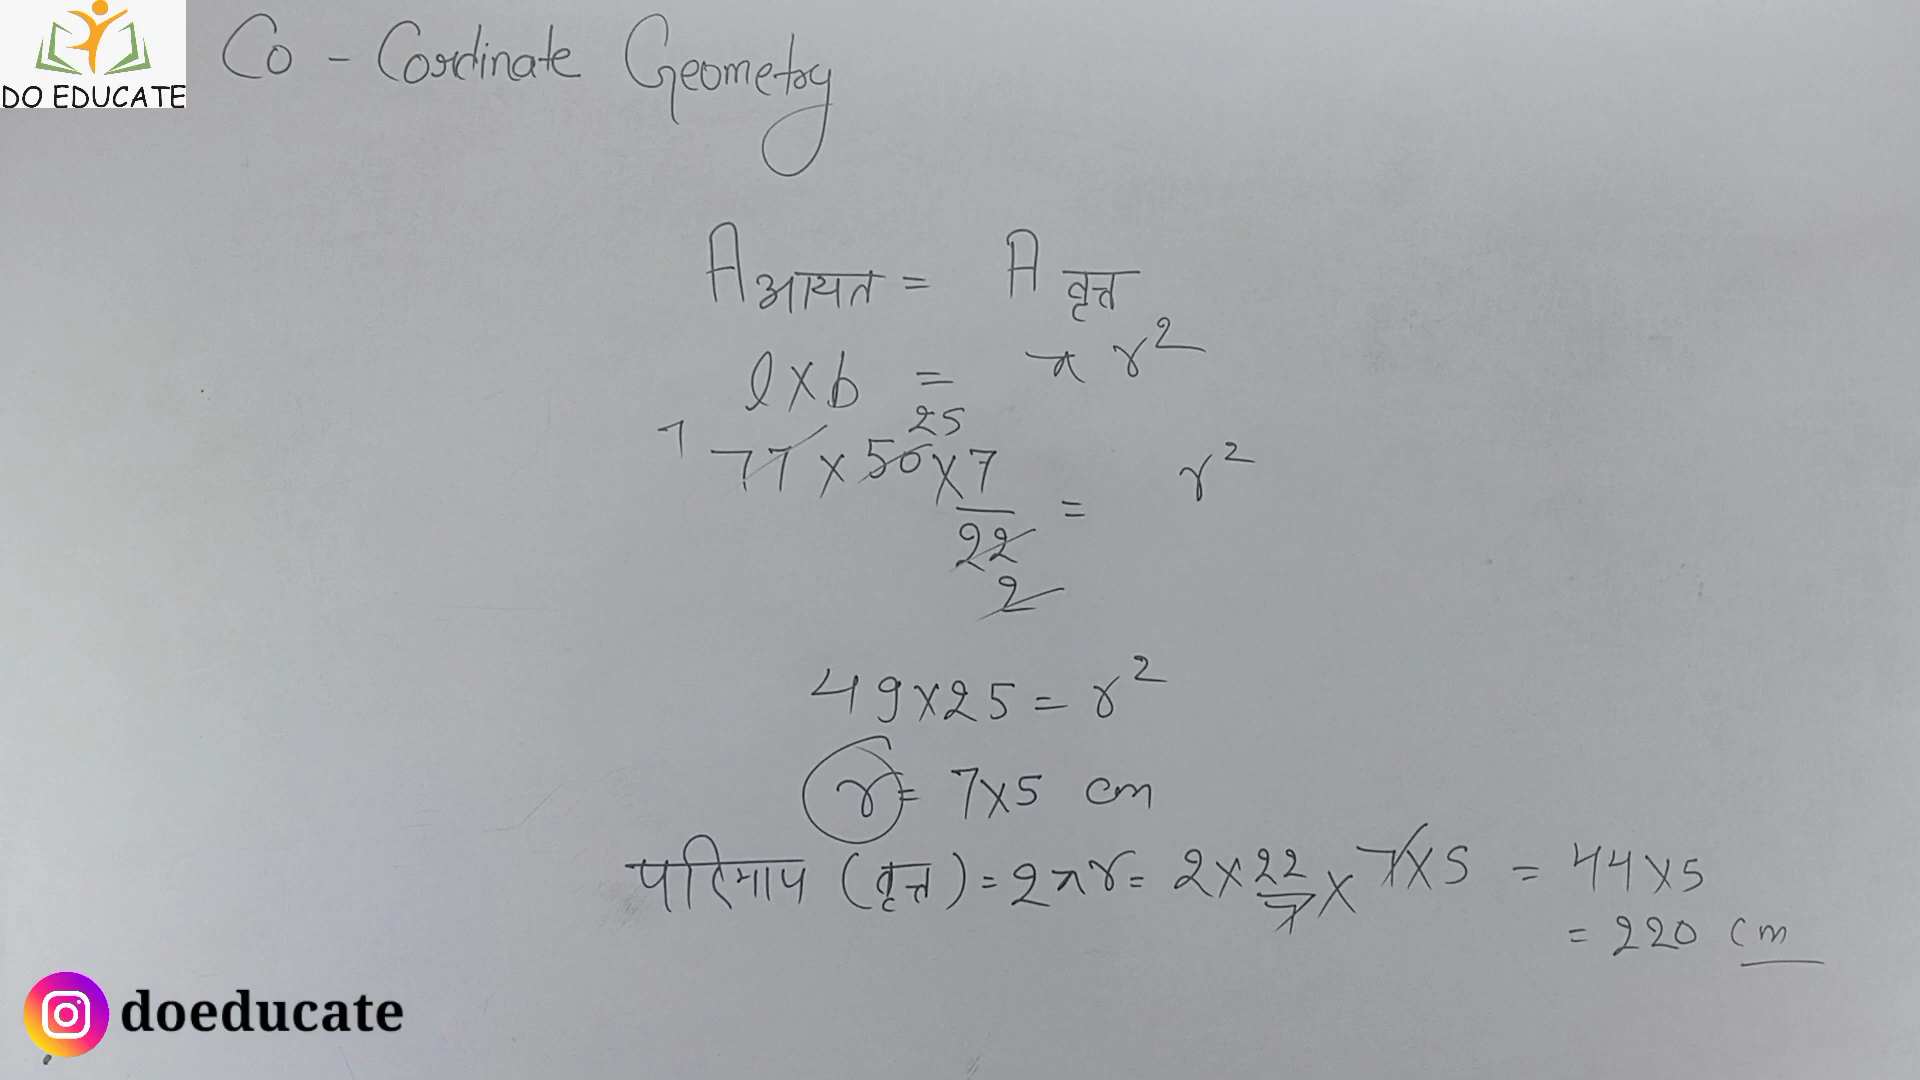 DO EDUCATE
Co - Cordinate Geometry
A आयत = A वृत्त
l x b = π r²
7 25
77 x 50 x 7
= r²
22
2
49 x 25 = r²
r = 7 x 5 cm
परिमाप (वृत्त) = 2πr = 2 x 22/7 x 7 x 5 = 44 x 5
= 220 cm
doeducate